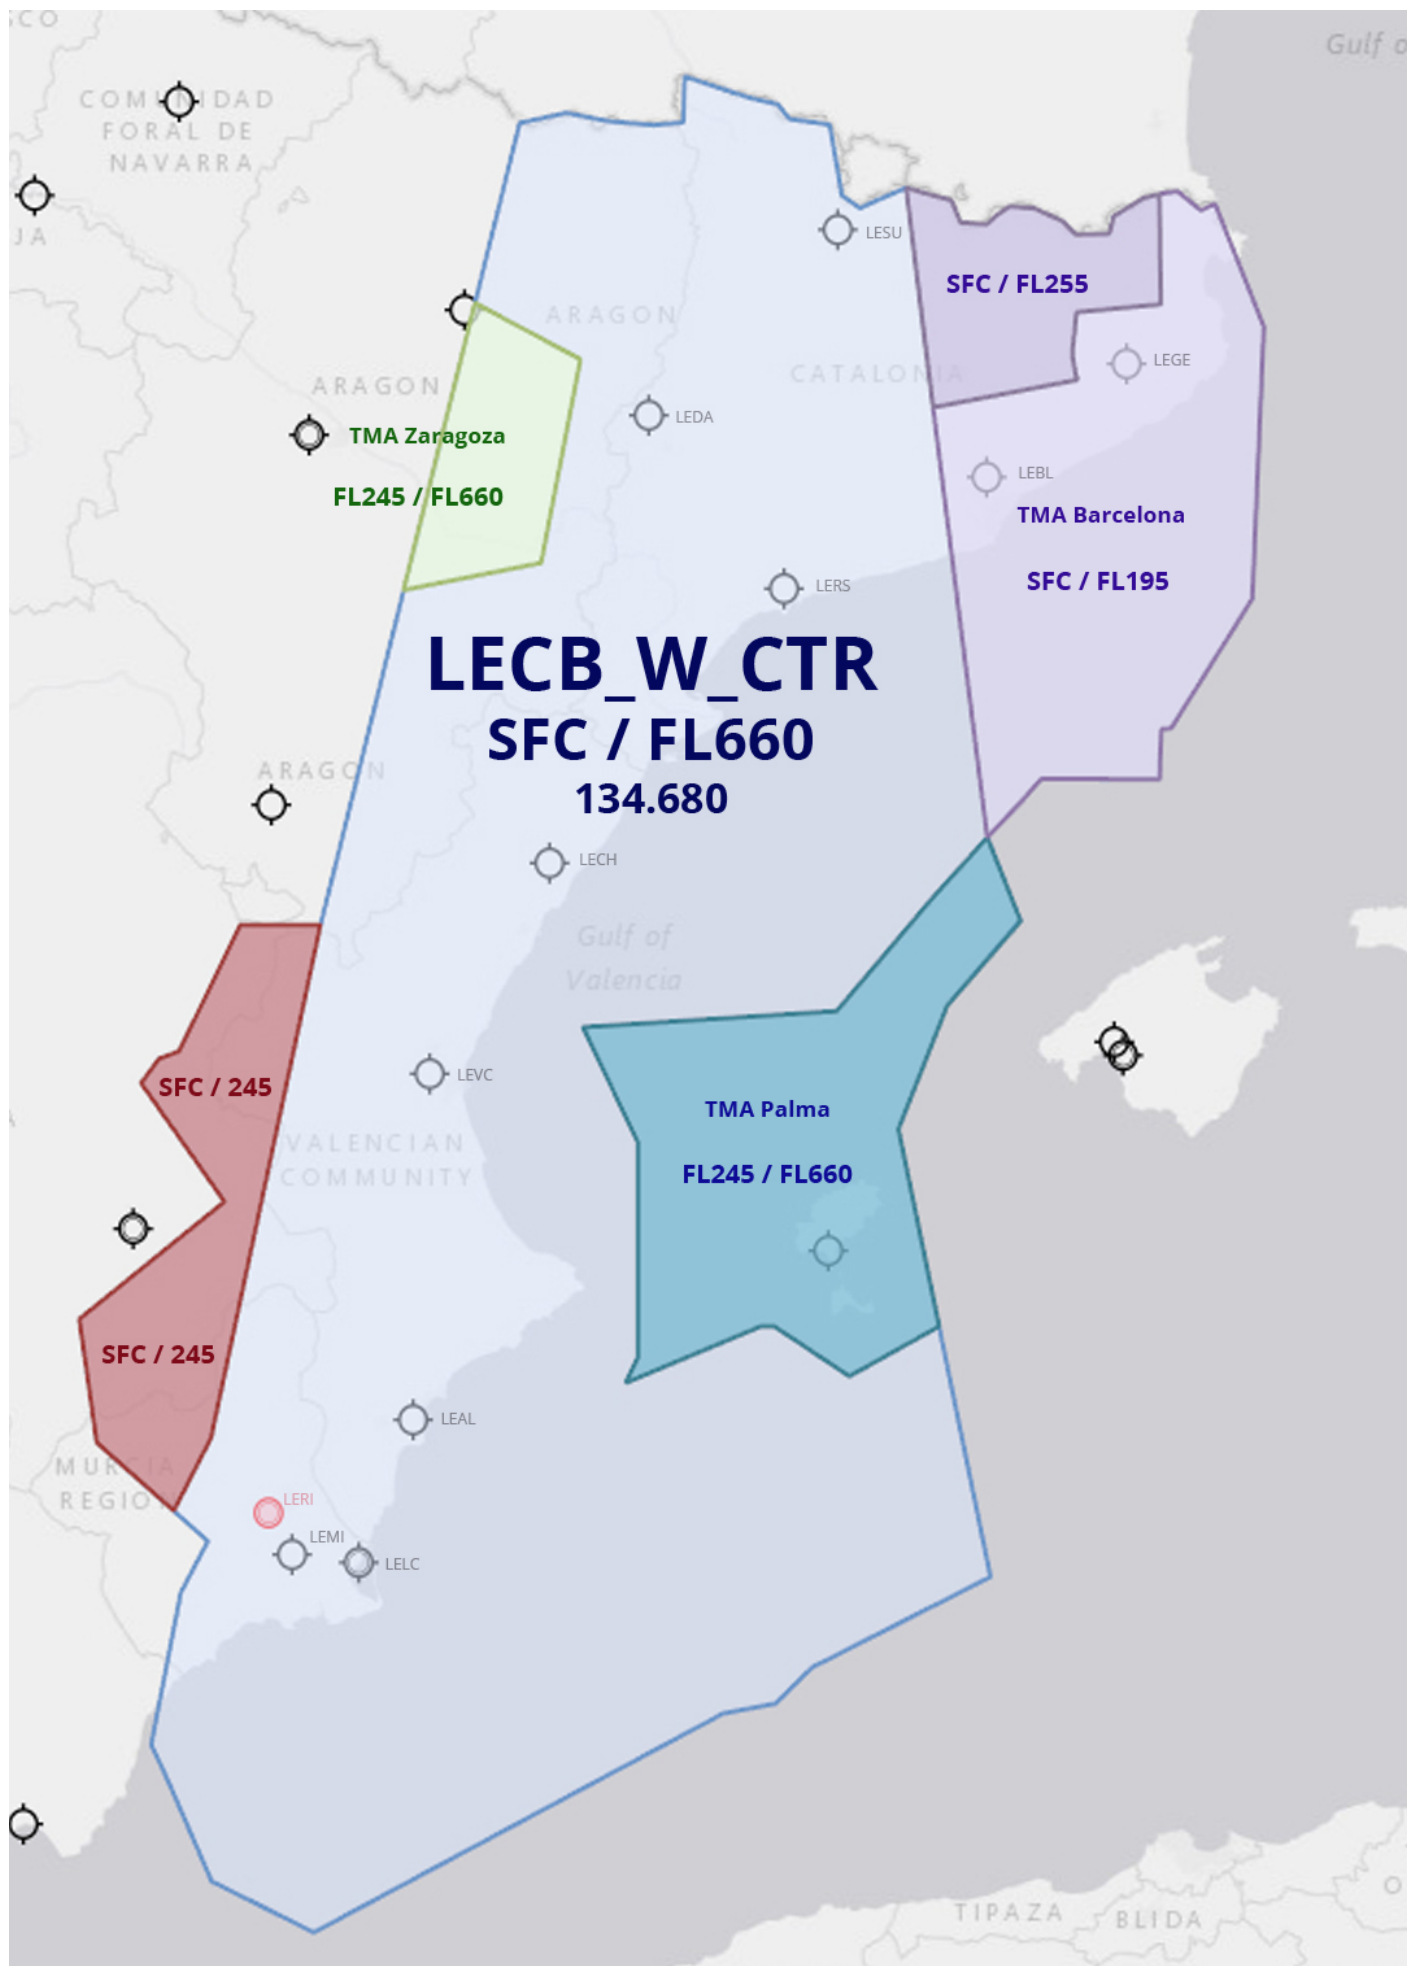 SCO
Gulf o
COMUNIDAD
FORAL DE
NAVARRA
JA
LESU
SFC / FL255
ARAGON
LEGE
CATALONIA
ARAGON
LEDA
TMA Zaragoza
LEBL
FL245 / FL660
TMA Barcelona
SFC / FL195
LERS
LECB_W_CTR
SFC / FL660
134.680
ARAGON
LECH
Gulf of
Valencia
LEVC
SFC / 245
TMA Palma
VALENCIAN
COMMUNITY
FL245 / FL660
SFC / 245
LEAL
MURCIA
REGION
LERI
LEMI
LELC
TIPAZA
BLIDA
O